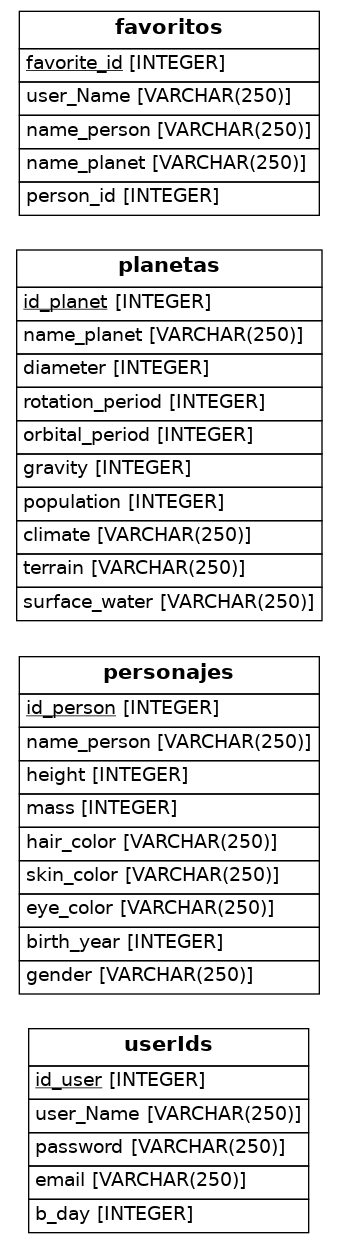 favoritos
favorite_id [INTEGER]
user_Name [VARCHAR(250)]
name_person [VARCHAR(250)]
name_planet [VARCHAR(250)]
person_id [INTEGER]
planetas
id_planet [INTEGER]
name_planet [VARCHAR(250)]
diameter [INTEGER]
rotation_period [INTEGER]
orbital_period [INTEGER]
gravity [INTEGER]
population [INTEGER]
climate [VARCHAR(250)]
terrain [VARCHAR(250)]
surface_water [VARCHAR(250)]
personajes
id_person [INTEGER]
name_person [VARCHAR(250)]
height [INTEGER]
mass [INTEGER]
hair_color [VARCHAR(250)]
skin_color [VARCHAR(250)]
eye_color [VARCHAR(250)]
birth_year [INTEGER]
gender [VARCHAR(250)]
userIds
id_user [INTEGER]
user_Name [VARCHAR(250)]
password [VARCHAR(250)]
email [VARCHAR(250)]
b_day [INTEGER]